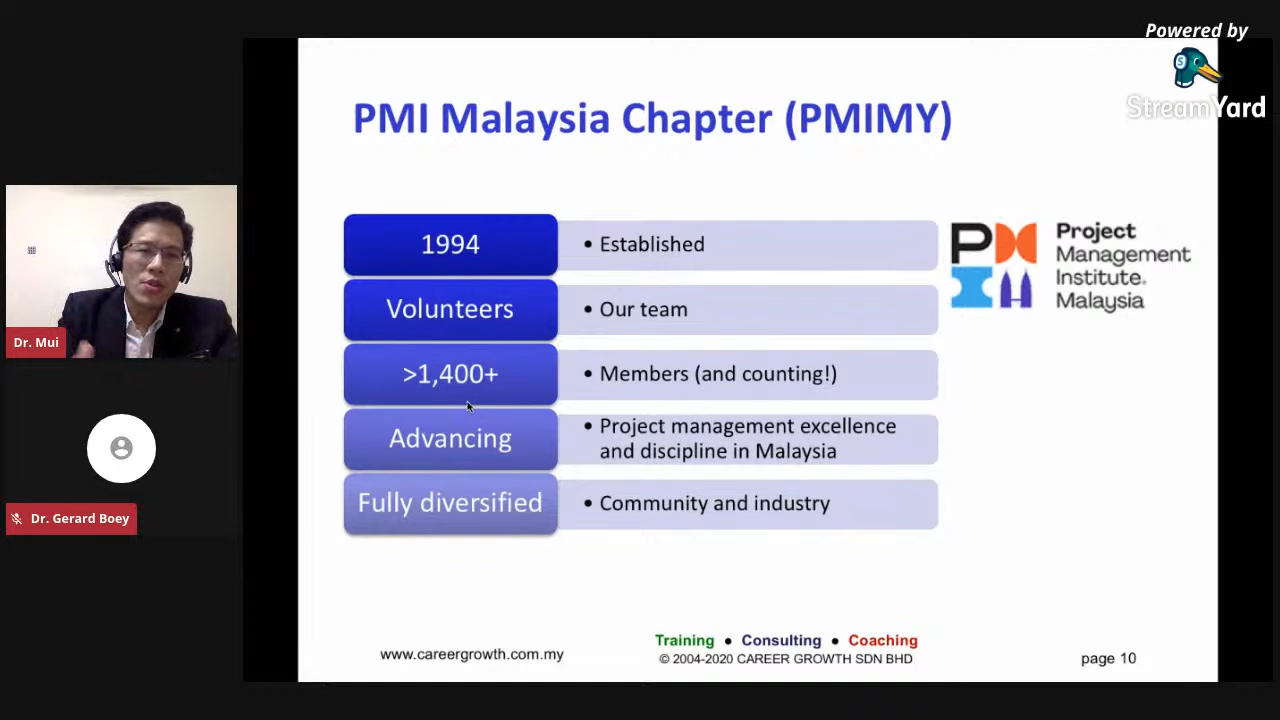 Powered by
StreamYard
PMI Malaysia Chapter (PMIMY)
1994
• Established
Volunteers
• Our team
>1,400+
• Members (and counting!)
Advancing
• Project management excellence
and discipline in Malaysia
Fully diversified
• Community and industry
Project
Management
Institute.
Malaysia
Dr. Mui
Dr. Gerard Boey
www.careergrowth.com.my
Training ● Consulting ● Coaching
© 2004-2020 CAREER GROWTH SDN BHD
page 10